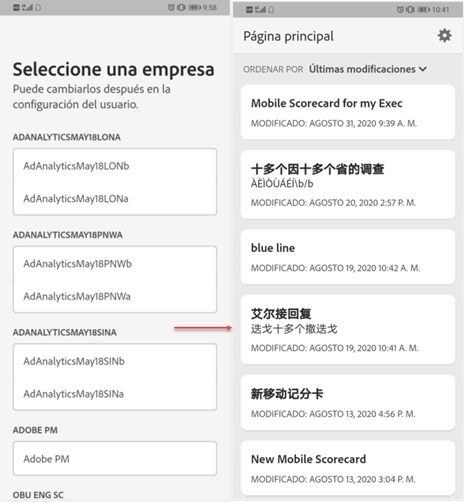 9:58
Seleccione una empresa
Puede cambiarlos después en la
configuración del usuario.
ADANALYTICSMAY18LONA
AdAnalyticsMay18LONb
AdAnalyticsMay18LONa
ADANALYTICSMAY18PNWA
AdAnalyticsMay18PNWb
AdAnalyticsMay18PNWa
ADANALYTICSMAY18SINA
AdAnalyticsMay18SINb
AdAnalyticsMay18SINa
ADOBE PM
Adobe PM
OBU ENG SC
10:41
Página principal
ORDENAR POR Últimas modificaciones
Mobile Scorecard for my Exec
MODIFICADO: AGOSTO 31, 2020 9:39 A. M.
十多个因十多个省的调查
ÀÈÌÒÙÁÉÍ\b/b
MODIFICADO: AGOSTO 20, 2020 2:57 P. M.
blue line
MODIFICADO: AGOSTO 19, 2020 10:42 A. M.
艾尔接回复
迭戈十多个撒迭戈
MODIFICADO: AGOSTO 19, 2020 10:41 A. M.
新移动记分卡
MODIFICADO: AGOSTO 13, 2020 4:56 P. M.
New Mobile Scorecard
MODIFICADO: AGOSTO 13, 2020 3:04 P. M.